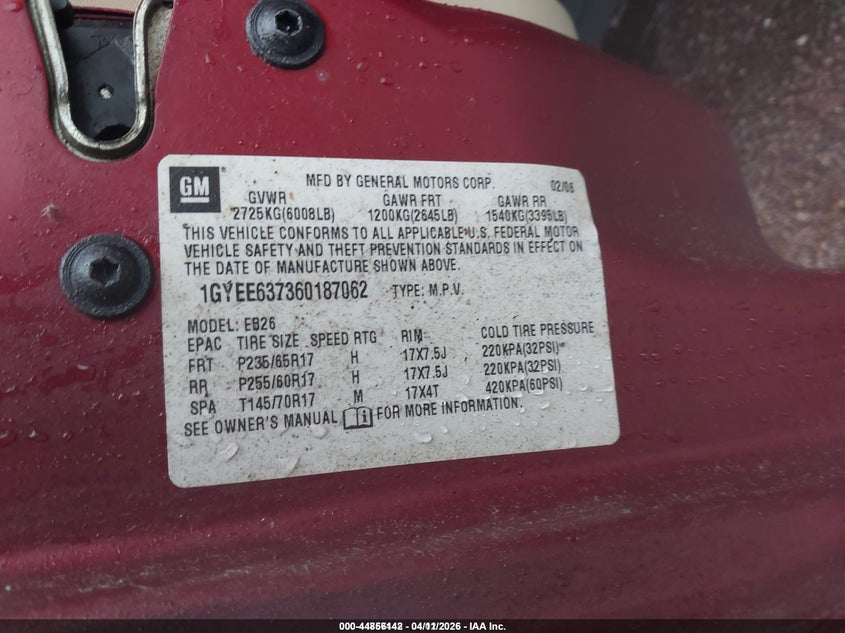 GM
MFD BY GENERAL MOTORS CORP. 02/06
GVWR GAWR FRT GAWR RR
2725KG(6008LB) 1200KG(2645LB) 1540KG(3395LB)
THIS VEHICLE CONFORMS TO ALL APPLICABLE U.S. FEDERAL MOTOR
VEHICLE SAFETY AND THEFT PREVENTION STANDARDS IN EFFECT ON
THE DATE OF MANUFACTURE SHOWN ABOVE.
1GYEE637360187062 TYPE: M.P.V.
MODEL: EB26
EPAC TIRE SIZE SPEED RTG RIM COLD TIRE PRESSURE
FRT P235/65R17 H 17X7.5J 220KPA(32PSI)
RR P255/60R17 H 17X7.5J 220KPA(32PSI)
SPA T145/70R17 M 17X4T 420KPA(60PSI)
SEE OWNER'S MANUAL FOR MORE INFORMATION.
IAA Inc.